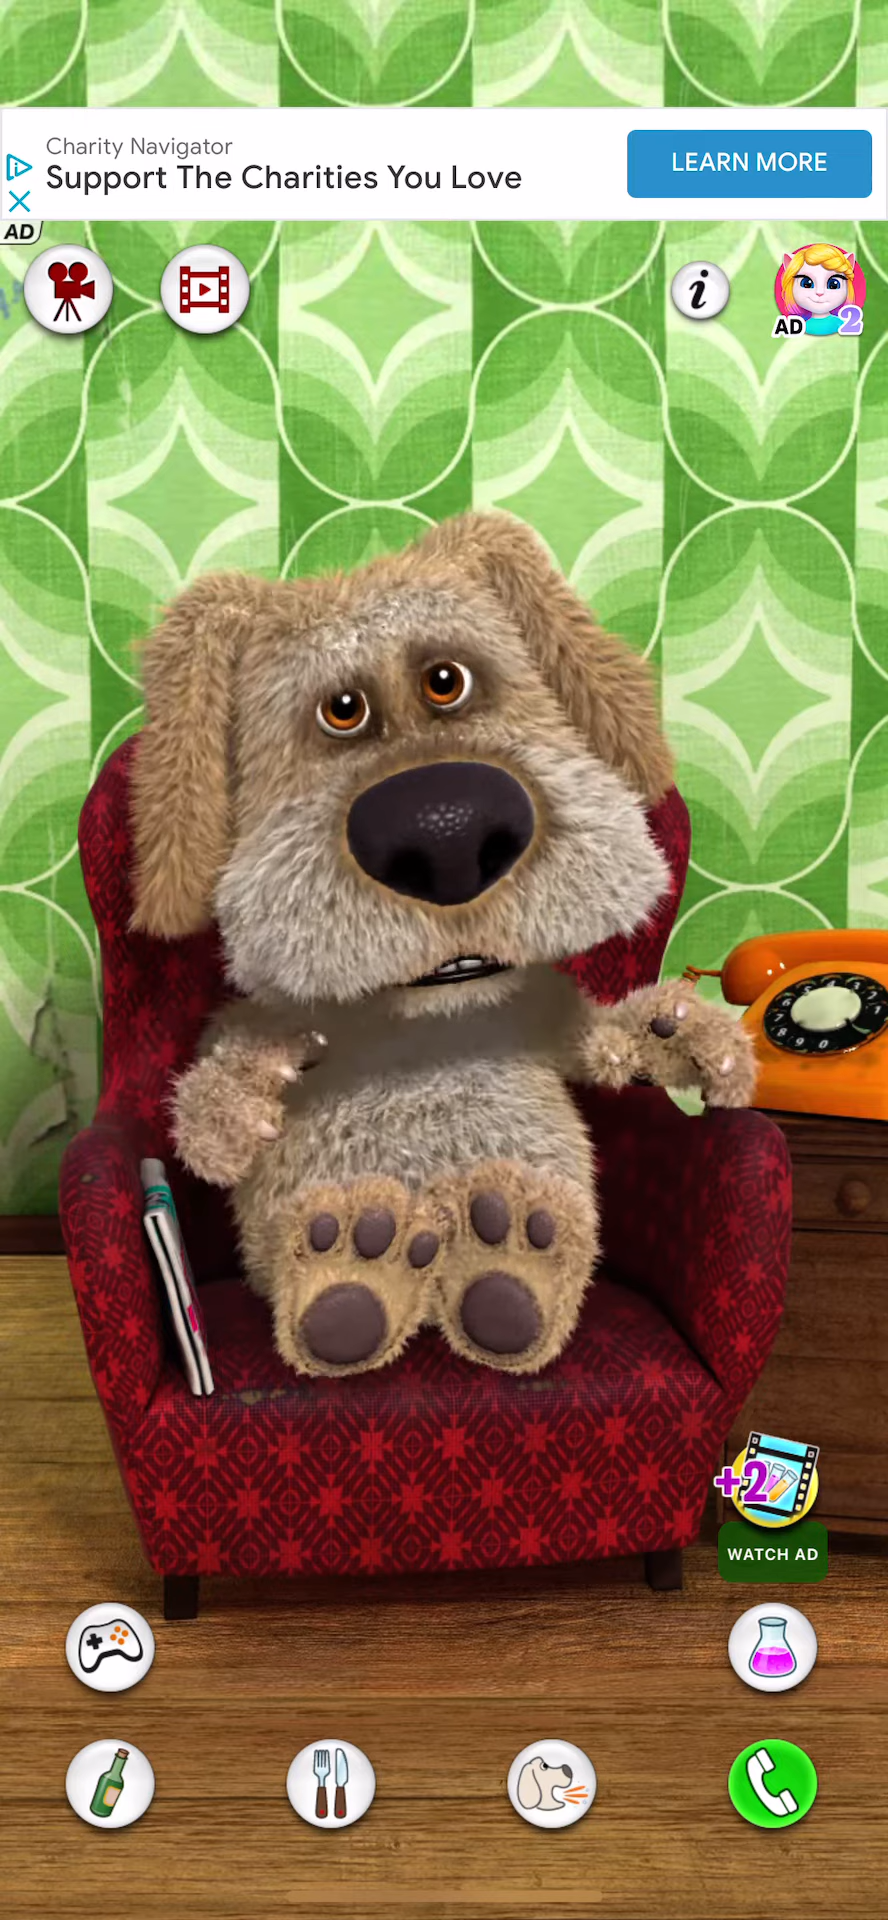 Charity Navigator
Support The Charities You Love
LEARN MORE
AD
i
AD 2
+2
WATCH AD